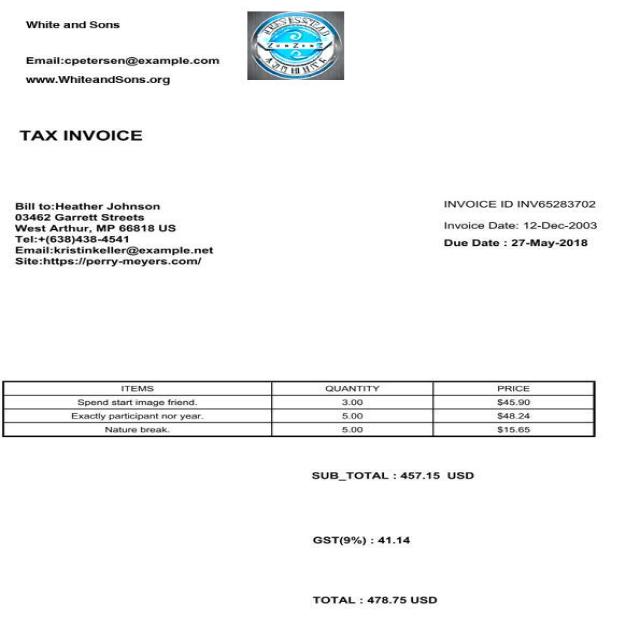 White and Sons
Email:cpetersen@example.com
www.WhiteandSons.org
TAX INVOICE
Bill to:Heather Johnson
03462 Garrett Streets
West Arthur, MP 66818 US
Tel:+(638)438-4541
Email:kristinkeller@example.net
Site:https://perry-meyers.com/
INVOICE ID INV65283702
Invoice Date: 12-Dec-2003
Due Date : 27-May-2018
ITEMS QUANTITY PRICE
Spend start image friend. 3.00 $45.90
Exactly participant nor year. 5.00 $48.24
Nature break. 5.00 $15.65
SUB_TOTAL : 457.15 USD
GST(9%) : 41.14
TOTAL : 478.75 USD